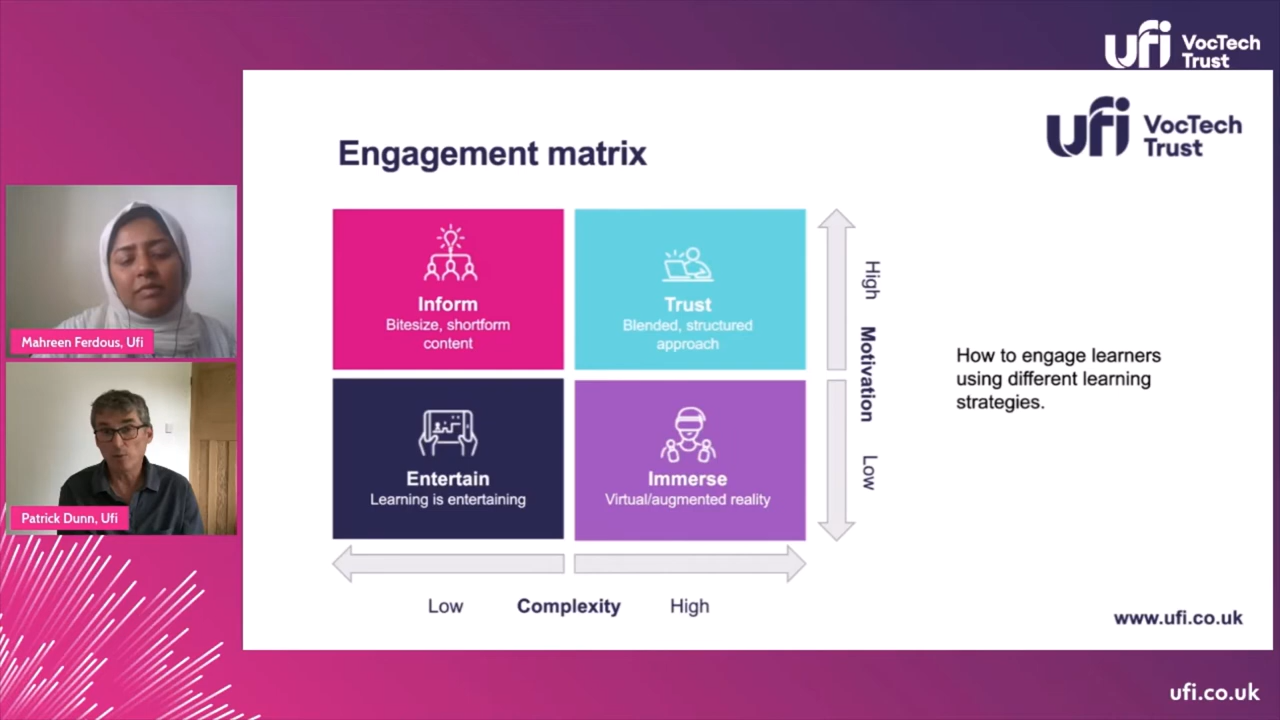 ufi VocTech
Trust
ufi VocTech
Trust
Engagement matrix
Inform
Bitesize, shortform
content
Trust
Blended, structured
approach
Entertain
Learning is entertaining
Immerse
Virtual/augmented reality
High
Motivation
Low
Low Complexity High
How to engage learners
using different learning
strategies.
Mahreen Ferdous, Ufi
Patrick Dunn, Ufi
www.ufi.co.uk
ufi.co.uk